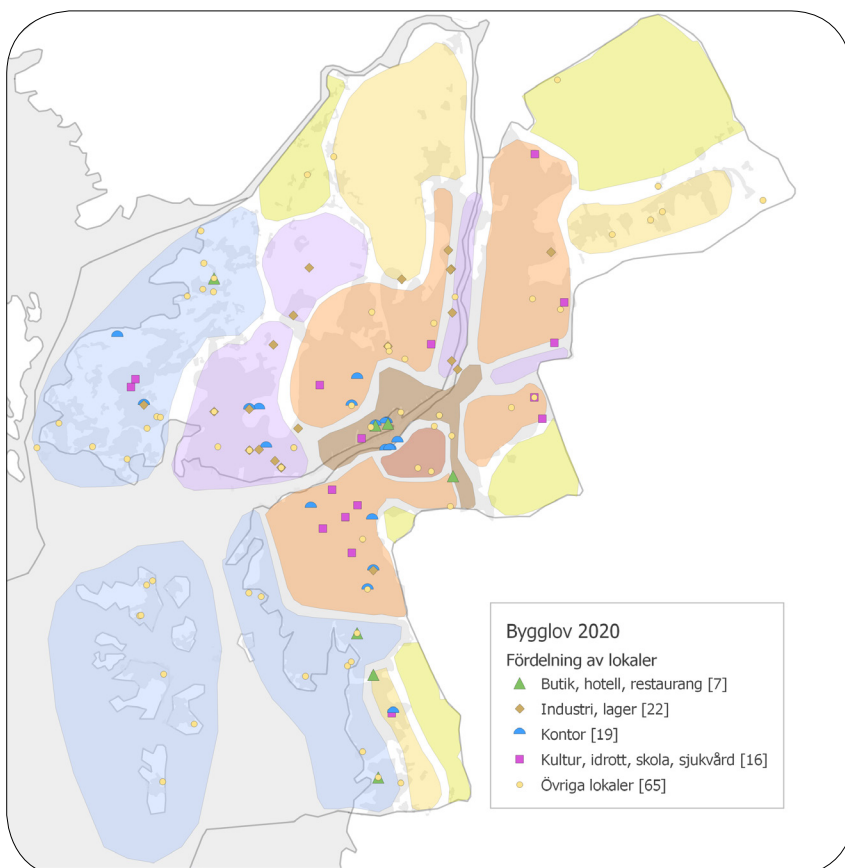 Bygglov 2020
Fördelning av lokaler
Butik, hotell, restaurang [7]
Industri, lager [22]
Kontor [19]
Kultur, idrott, skola, sjukvård [16]
Övriga lokaler [65]